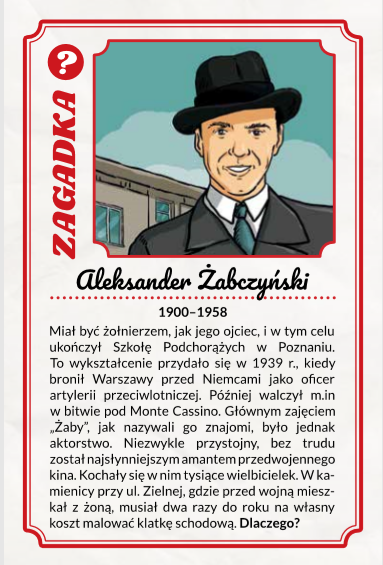 ZAGADKA ?
Aleksander Żabczyński
1900–1958
Miał być żołnierzem, jak jego ojciec, i w tym celu
ukończył Szkołę Podchorążych w Poznaniu.
To wykształcenie przydało się w 1939 r., kiedy
bronił Warszawy przed Niemcami jako oficer
artylerii przeciwlotniczej. Później walczył m.in
w bitwie pod Monte Cassino. Głównym zajęciem
„Żaby”, jak nazywali go znajomi, było jednak
aktorstwo. Niezwykle przystojny, bez trudu
został najsłynniejszym amantem przedwojennego
kina. Kochały się w nim tysiące wielbicielek. W ka-
mienicy przy ul. Zielnej, gdzie przed wojną miesz-
kał z żoną, musiał dwa razy do roku na własny
koszt malować klatkę schodową. Dlaczego?